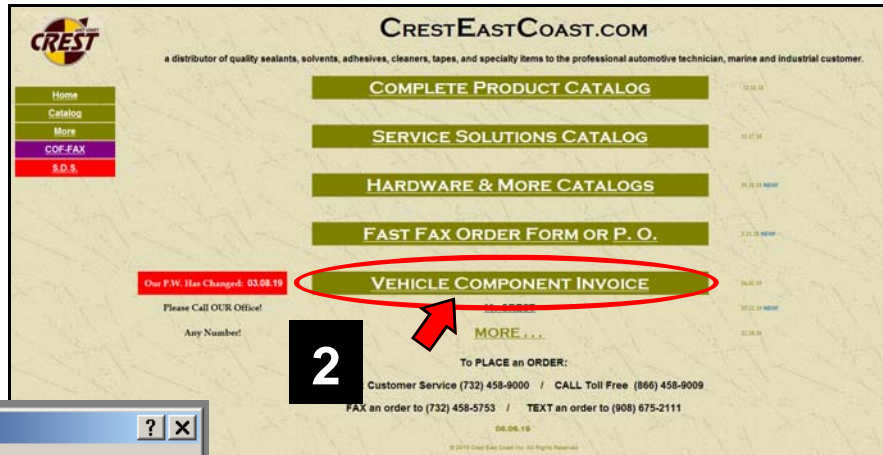 CREST
CRESTEASTCOAST.COM
a distributor of quality sealants, solvents, adhesives, cleaners, tapes, and specialty items to the professional automotive technician, marine and industrial customer.
Home
Catalog
More
COF-FAX
S.D.S.
COMPLETE PRODUCT CATALOG
SERVICE SOLUTIONS CATALOG
HARDWARE & MORE CATALOGS
FAST FAX ORDER FORM OR P. O.
Our P.W. Has Changed: 03.08.19
VEHICLE COMPONENT INVOICE
Please Call OUR Office!
Any Number!
MORE . . .
2
To PLACE an ORDER:
Customer Service (732) 458-9000 / CALL Toll Free (866) 458-9009
FAX an order to (732) 458-5753 / TEXT an order to (908) 675-2111
? X